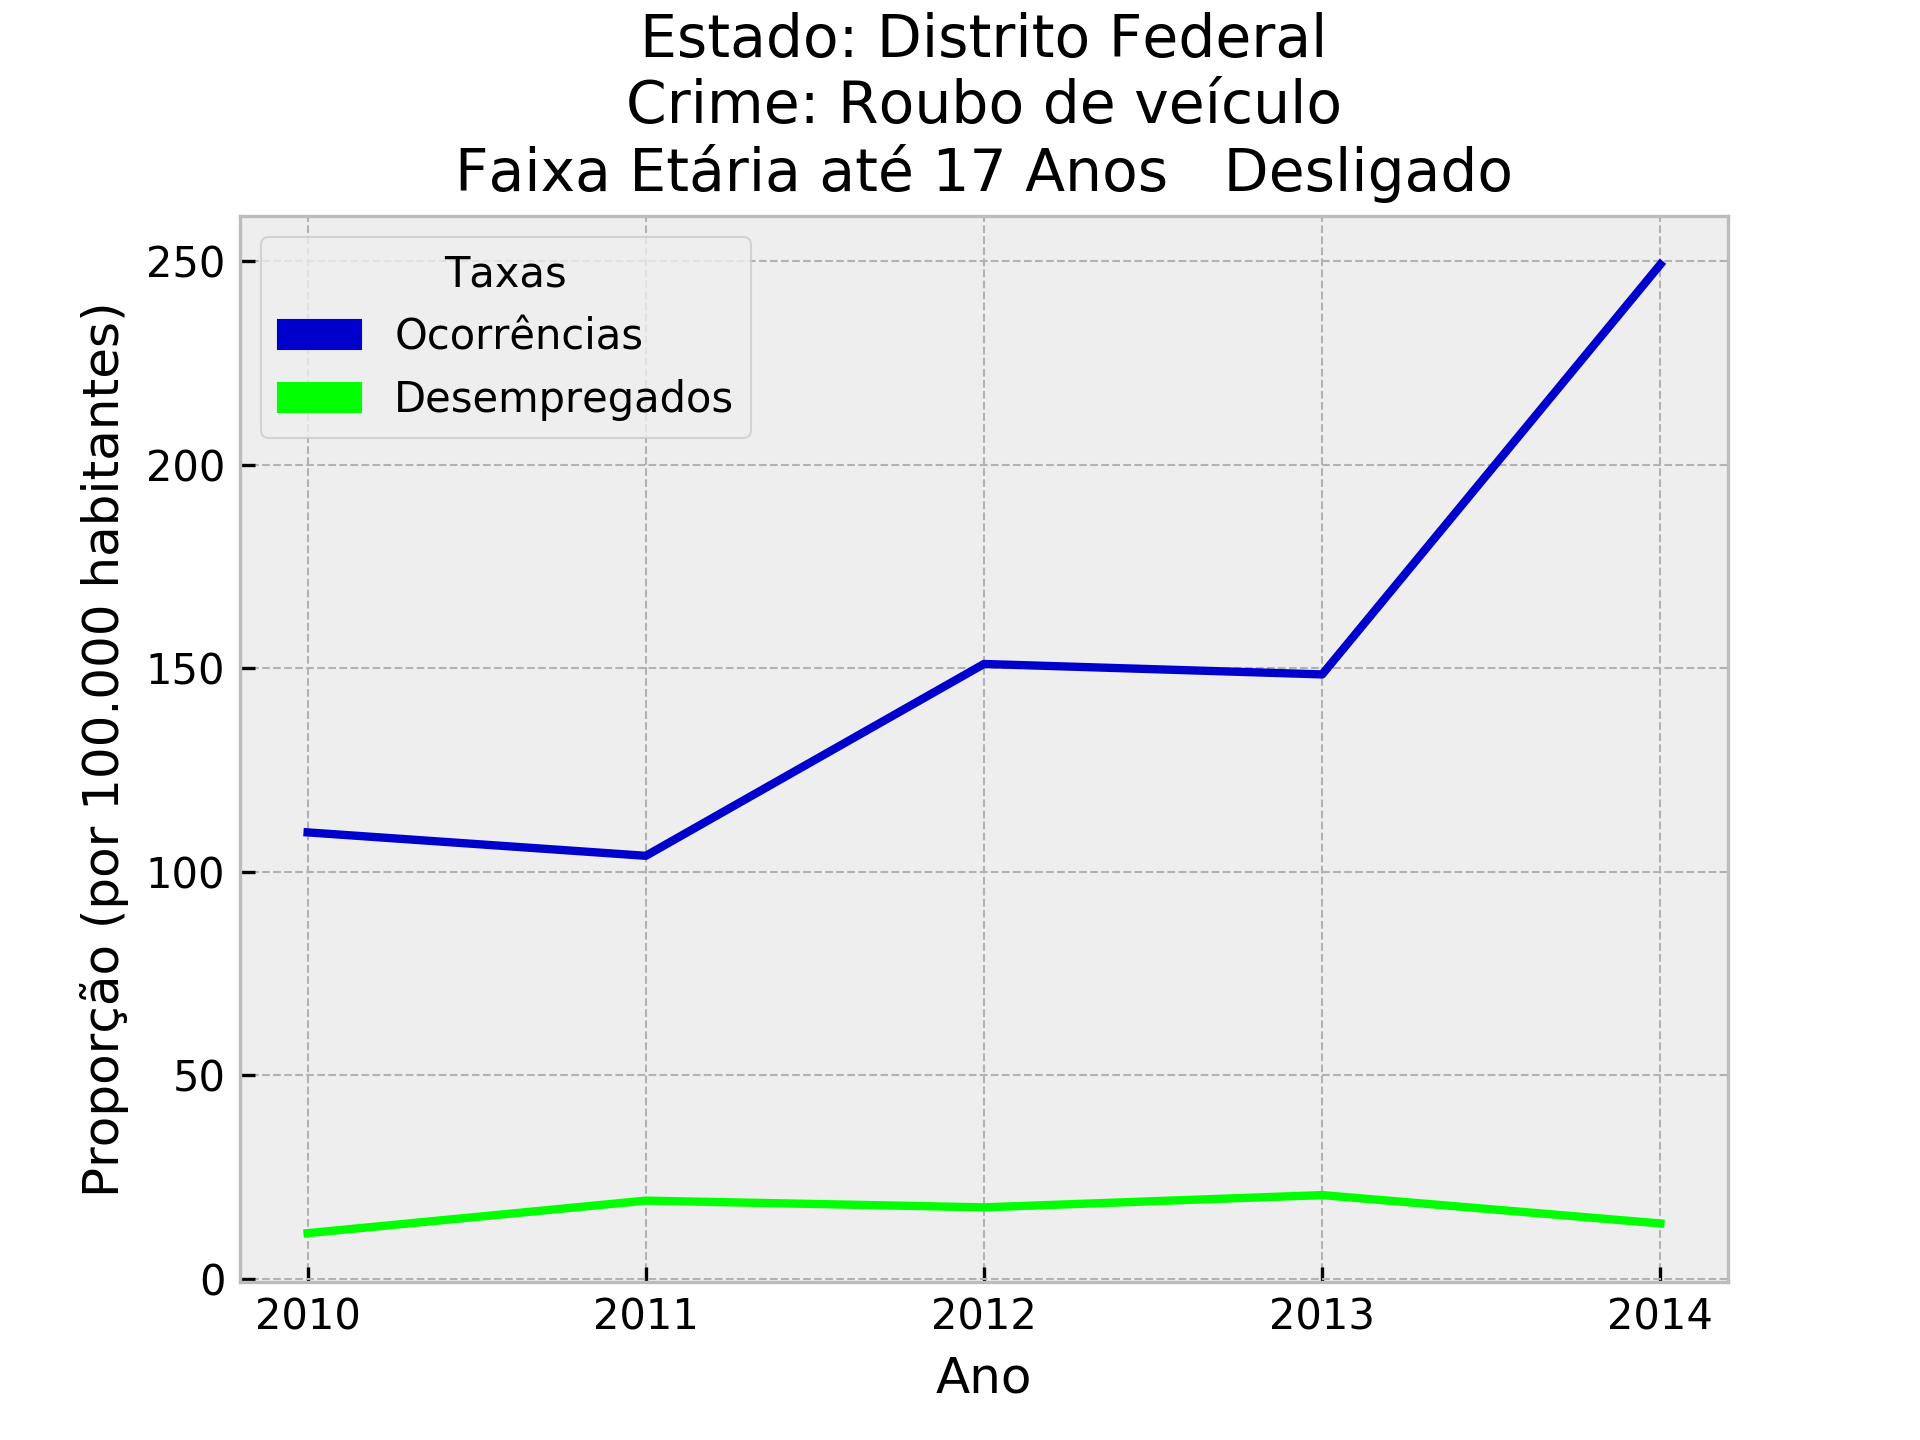 Estado: Distrito Federal
Crime: Roubo de veículo
Faixa Etária até 17 Anos   Desligado
Taxas
Ocorrências
Desempregados
Proporção (por 100.000 habitantes)
250
200
150
100
50
0
2010 2011 2012 2013 2014
Ano